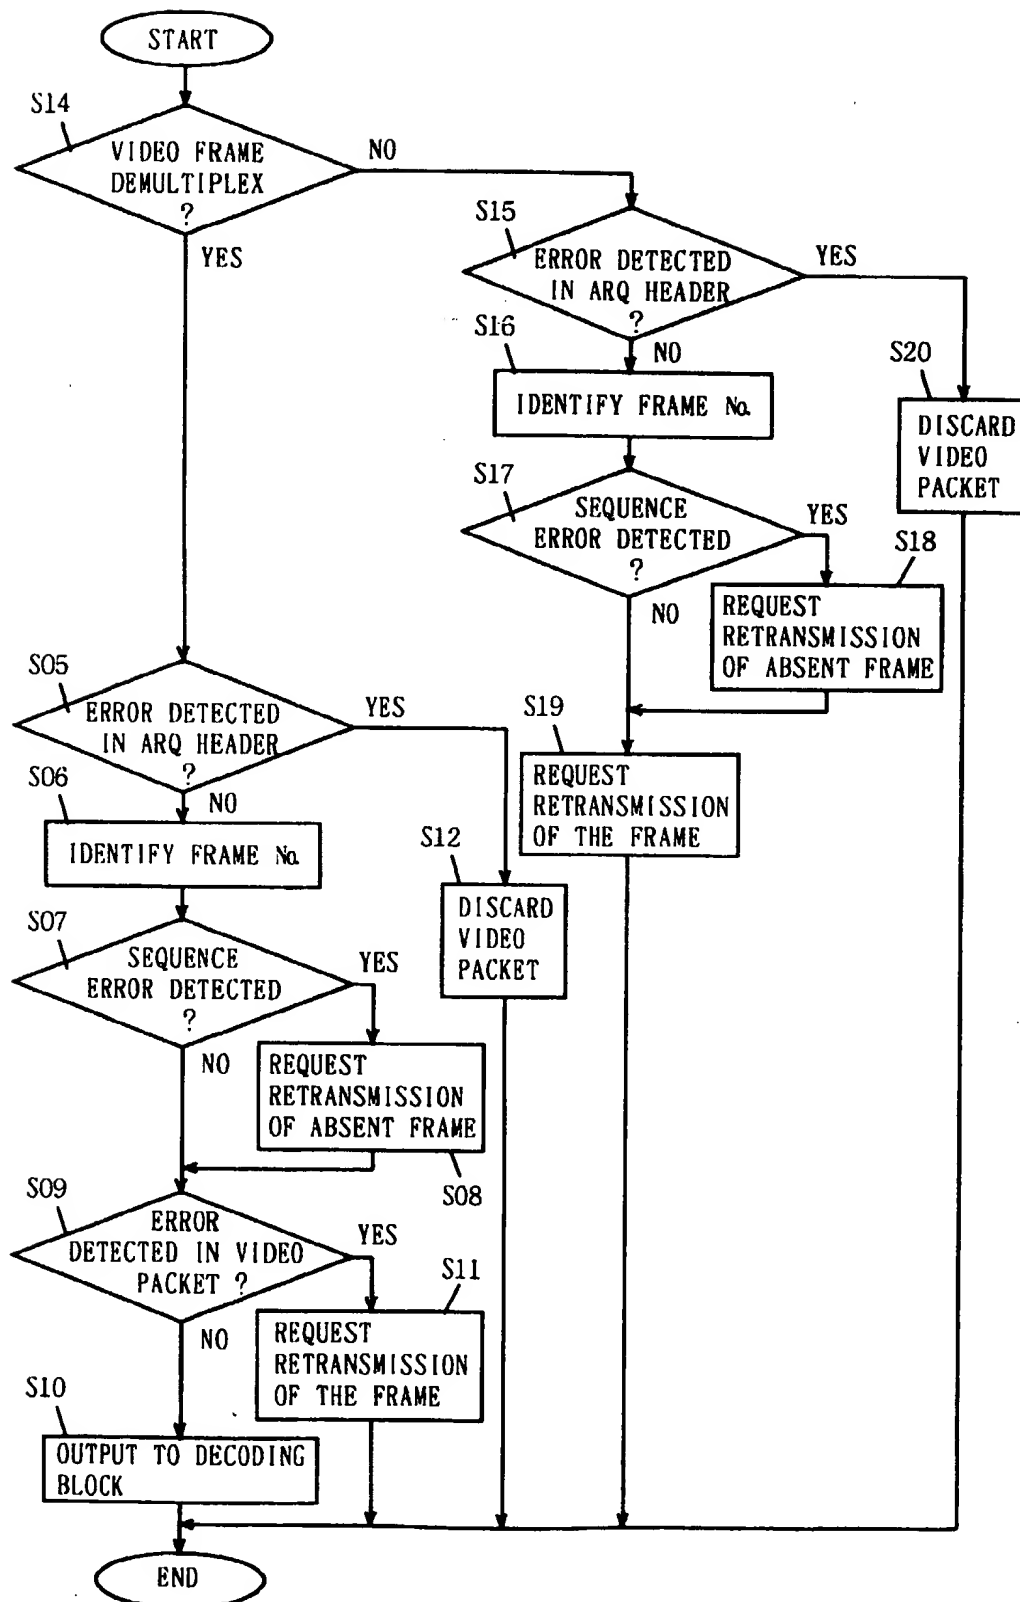 START
S14
VIDEO FRAME
DEMULTIPLEX
?
NO
YES
S15
ERROR DETECTED
IN ARQ HEADER
?
YES
NO
S16
IDENTIFY FRAME No.
S20
DISCARD
VIDEO
PACKET
S17
SEQUENCE
ERROR DETECTED
?
YES
NO
S18
REQUEST
RETRANSMISSION
OF ABSENT FRAME
S19
REQUEST
RETRANSMISSION
OF THE FRAME
S05
ERROR DETECTED
IN ARQ HEADER
?
YES
NO
S06
IDENTIFY FRAME No.
S12
DISCARD
VIDEO
PACKET
S07
SEQUENCE
ERROR DETECTED
?
YES
NO
REQUEST
RETRANSMISSION
OF ABSENT FRAME
S08
S09
ERROR
DETECTED IN VIDEO
PACKET ?
YES
NO
S11
REQUEST
RETRANSMISSION
OF THE FRAME
S10
OUTPUT TO DECODING
BLOCK
END